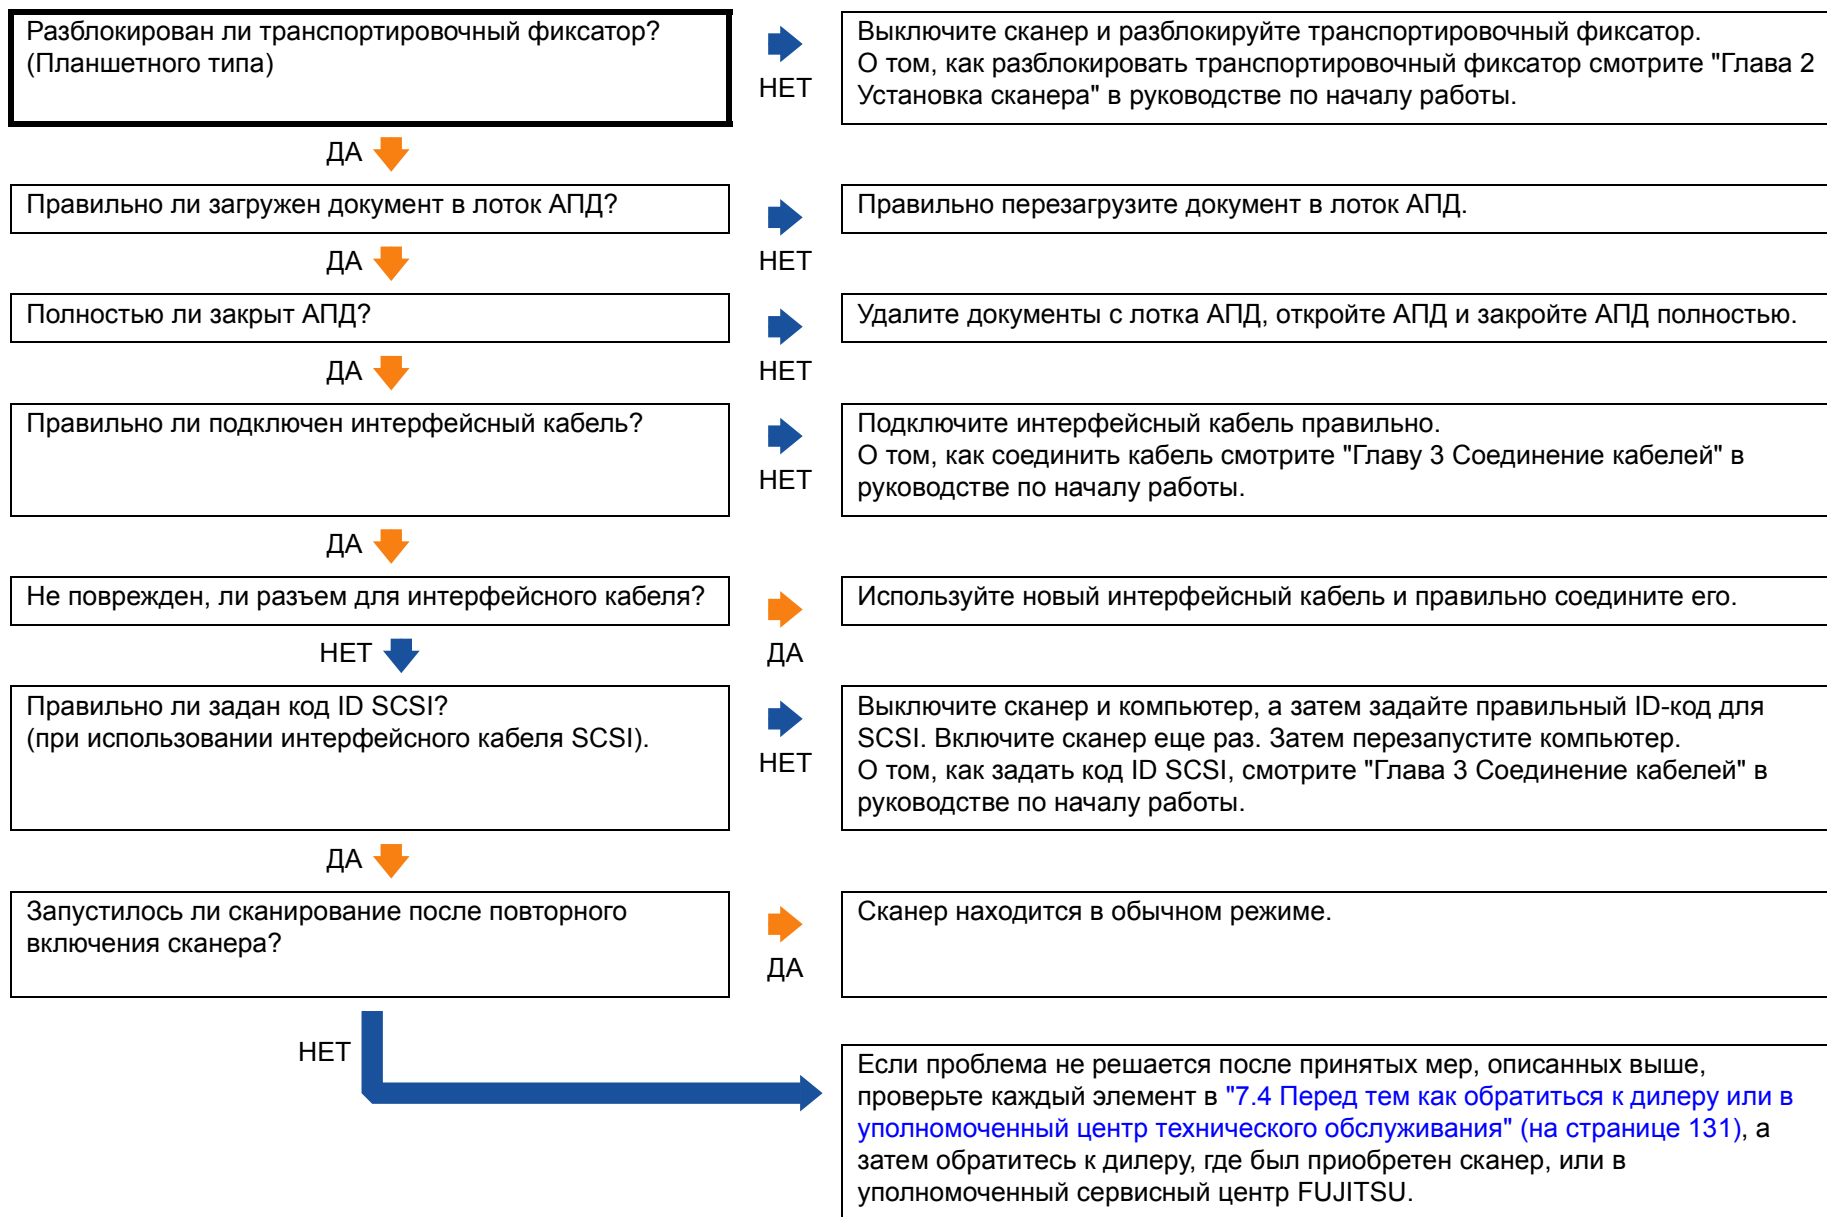 Разблокирован ли транспортировочный фиксатор?
(Планшетного типа)
НЕТ
Выключите сканер и разблокируйте транспортировочный фиксатор.
О том, как разблокировать транспортировочный фиксатор смотрите "Глава 2
Установка сканера" в руководстве по началу работы.
ДА
Правильно ли загружен документ в лоток АПД?
НЕТ
Правильно перезагрузите документ в лоток АПД.
ДА
Полностью ли закрыт АПД?
НЕТ
Удалите документы с лотка АПД, откройте АПД и закройте АПД полностью.
ДА
Правильно ли подключен интерфейсный кабель?
НЕТ
Подключите интерфейсный кабель правильно.
О том, как соединить кабель смотрите "Главу 3 Соединение кабелей" в
руководстве по началу работы.
ДА
Не поврежден, ли разъем для интерфейсного кабеля?
ДА
Используйте новый интерфейсный кабель и правильно соедините его.
НЕТ
Правильно ли задан код ID SCSI?
(при использовании интерфейсного кабеля SCSI).
НЕТ
Выключите сканер и компьютер, а затем задайте правильный ID-код для
SCSI. Включите сканер еще раз. Затем перезапустите компьютер.
О том, как задать код ID SCSI, смотрите "Глава 3 Соединение кабелей" в
руководстве по началу работы.
ДА
Запустилось ли сканирование после повторного
включения сканера?
ДА
Сканер находится в обычном режиме.
НЕТ
Если проблема не решается после принятых мер, описанных выше,
проверьте каждый элемент в "7.4 Перед тем как обратиться к дилеру или в
уполномоченный центр технического обслуживания" (на странице 131), а
затем обратитесь к дилеру, где был приобретен сканер, или в
уполномоченный сервисный центр FUJITSU.